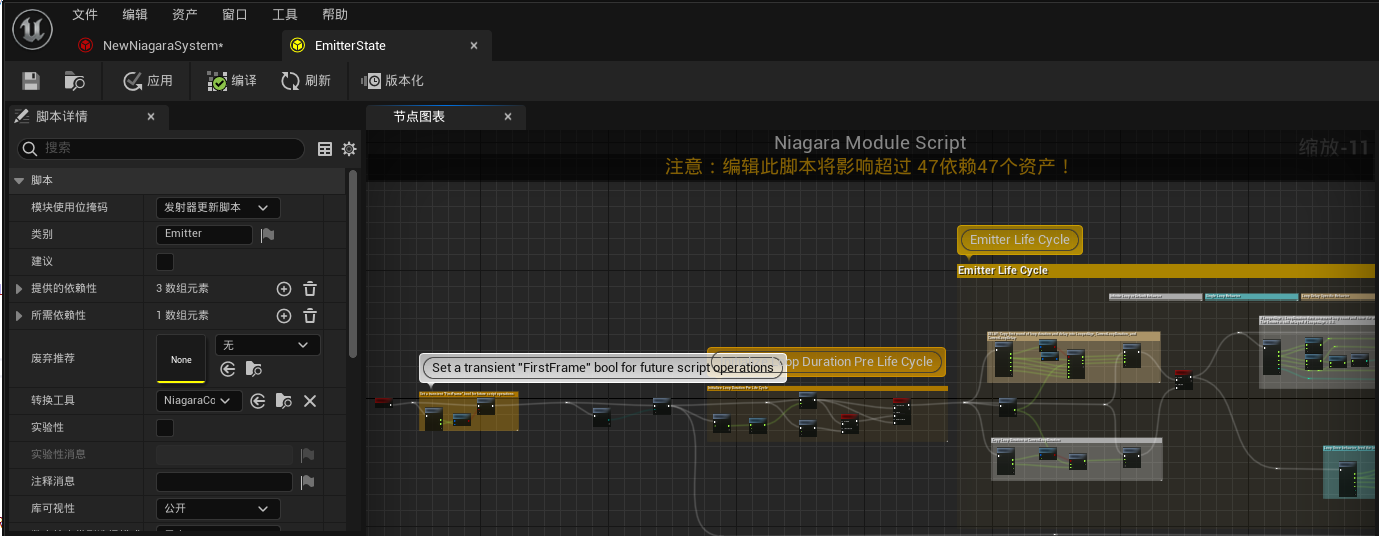 文件 编辑 资产 窗口 工具 帮助
NewNiagaraSystem*
EmitterState
应用 编译 刷新 版本化
脚本详情
节点图表
搜索
Niagara Module Script
缩放-11
注意：编辑此脚本将影响超过 47依赖47个资产！
脚本
模块使用位掩码 发射器更新脚本
类别 Emitter
建议
提供的依赖性 3 数组元素
所需依赖性 1 数组元素
废弃推荐 None 无
转换工具 NiagaraCc
实验性
实验性消息
注释消息
库可视性 公开
Emitter Life Cycle
Emitter Life Cycle
Set a transient "FirstFrame" bool for future script operations
op Duration Pre Life Cycle